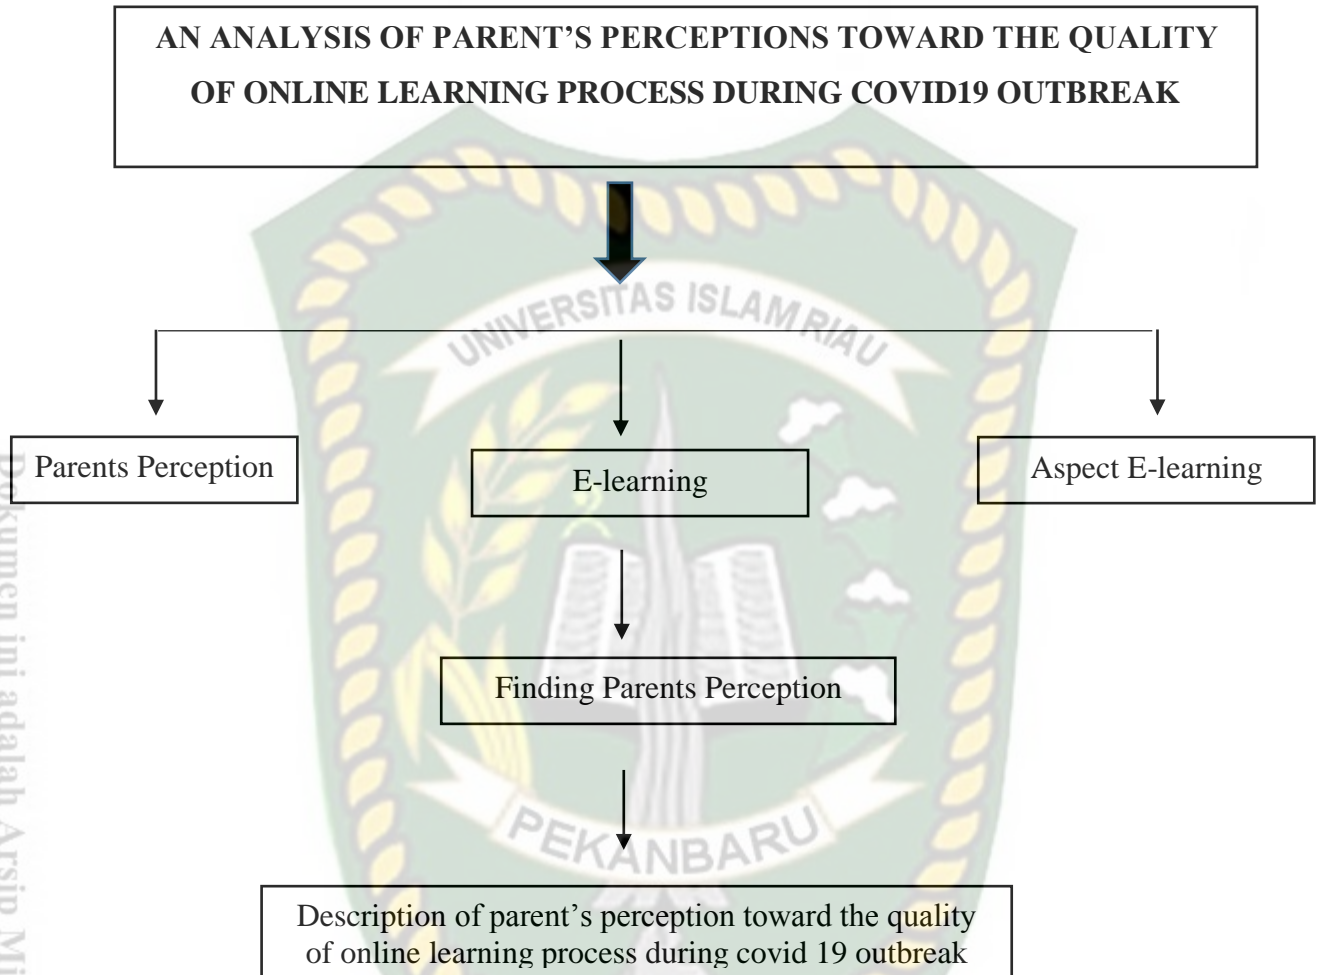 AN ANALYSIS OF PARENT’S PERCEPTIONS TOWARD THE QUALITY
OF ONLINE LEARNING PROCESS DURING COVID19 OUTBREAK
UNIVERSITAS ISLAM RIAU
Parents Perception
E-learning
Aspect E-learning
Finding Parents Perception
PEKANBARU
Description of parent’s perception toward the quality
of online learning process during covid 19 outbreak
Dokumen ini adalah Arsip Mi